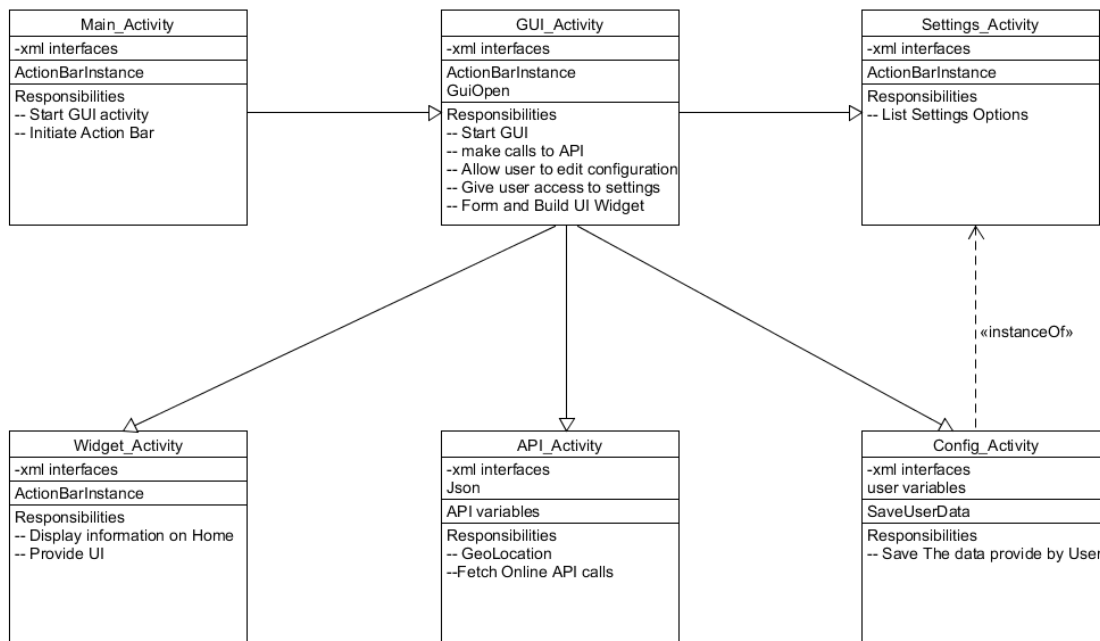 Main_Activity
-xml interfaces
ActionBarInstance
Responsibilities
-- Start GUI activity
-- Initiate Action Bar
GUI_Activity
-xml interfaces
ActionBarInstance
GuiOpen
Responsibilities
-- Start GUI
-- make calls to API
-- Allow user to edit configuration
-- Give user access to settings
-- Form and Build UI Widget
Settings_Activity
-xml interfaces
ActionBarInstance
Responsibilities
-- List Settings Options
«instanceOf»
Widget_Activity
-xml interfaces
ActionBarInstance
Responsibilities
-- Display information on Home
-- Provide UI
API_Activity
-xml interfaces
Json
API variables
Responsibilities
-- GeoLocation
--Fetch Online API calls
Config_Activity
-xml interfaces
user variables
SaveUserData
Responsibilities
-- Save The data provide by User